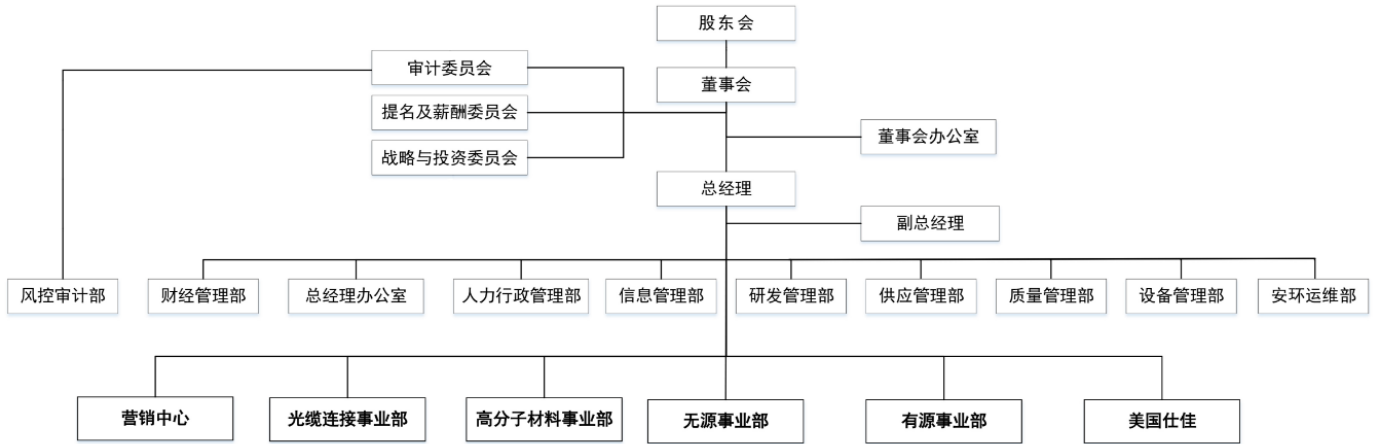 股东会
审计委员会
董事会
提名及薪酬委员会
董事会办公室
战略与投资委员会
总经理
副总经理
风控审计部
财经管理部
总经理办公室
人力行政管理部
信息管理部
研发管理部
供应管理部
质量管理部
设备管理部
安环运维部
营销中心
光缆连接事业部
高分子材料事业部
无源事业部
有源事业部
美国仕佳